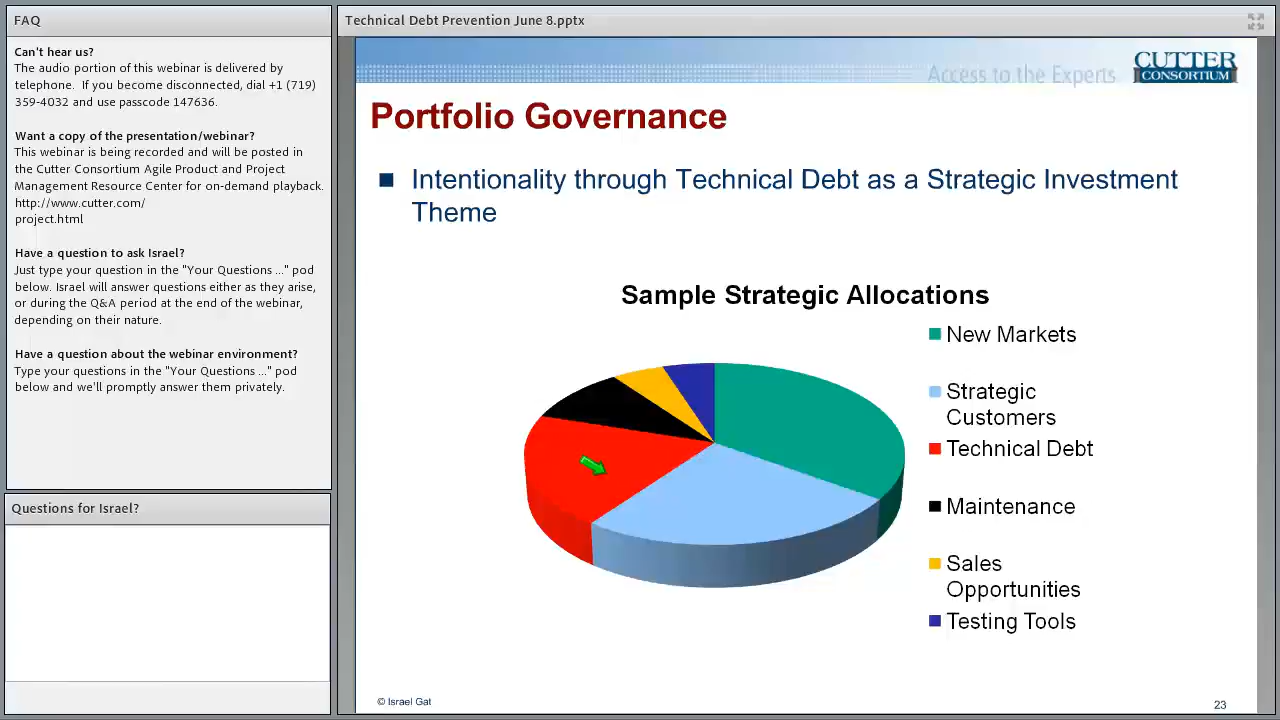 FAQ
Can't hear us?
The audio portion of this webinar is delivered by
telephone. If you become disconnected, dial +1 (719)
359-4032 and use passcode 147636.
Want a copy of the presentation/webinar?
This webinar is being recorded and will be posted in
the Cutter Consortium Agile Product and Project
Management Resource Center for on-demand playback.
http://www.cutter.com/
project.html
Have a question to ask Israel?
Just type your question in the "Your Questions ..." pod
below. Israel will answer questions either as they arise,
or during the Q&A period at the end of the webinar,
depending on their nature.
Have a question about the webinar environment?
Type your questions in the "Your Questions ..." pod
below and we'll promptly answer them privately.
Questions for Israel?
Technical Debt Prevention June 8.pptx
Access to the Experts
CUTTER
CONSORTIUM
Portfolio Governance
Intentionality through Technical Debt as a Strategic Investment
Theme
Sample Strategic Allocations
New Markets
Strategic
Customers
Technical Debt
Maintenance
Sales
Opportunities
Testing Tools
© Israel Gat
23